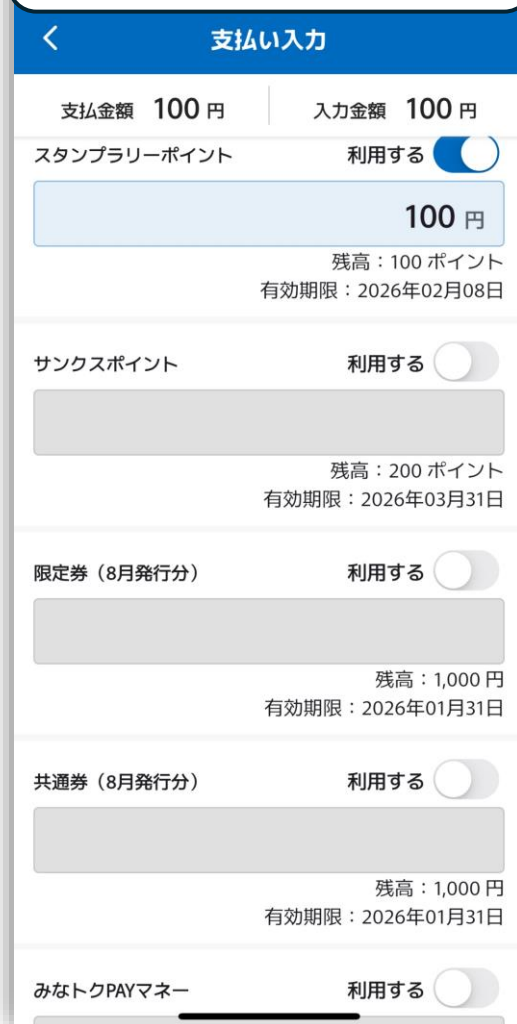 支払い入力
支払金額 100 円 入力金額 100 円
スタンプラリーポイント 利用する
100 円
残高：100 ポイント
有効期限：2026年02月08日
サンクスポイント 利用する
残高：200 ポイント
有効期限：2026年03月31日
限定券（8月発行分） 利用する
残高：1,000 円
有効期限：2026年01月31日
共通券（8月発行分） 利用する
残高：1,000 円
有効期限：2026年01月31日
みなトクPAYマネー 利用する